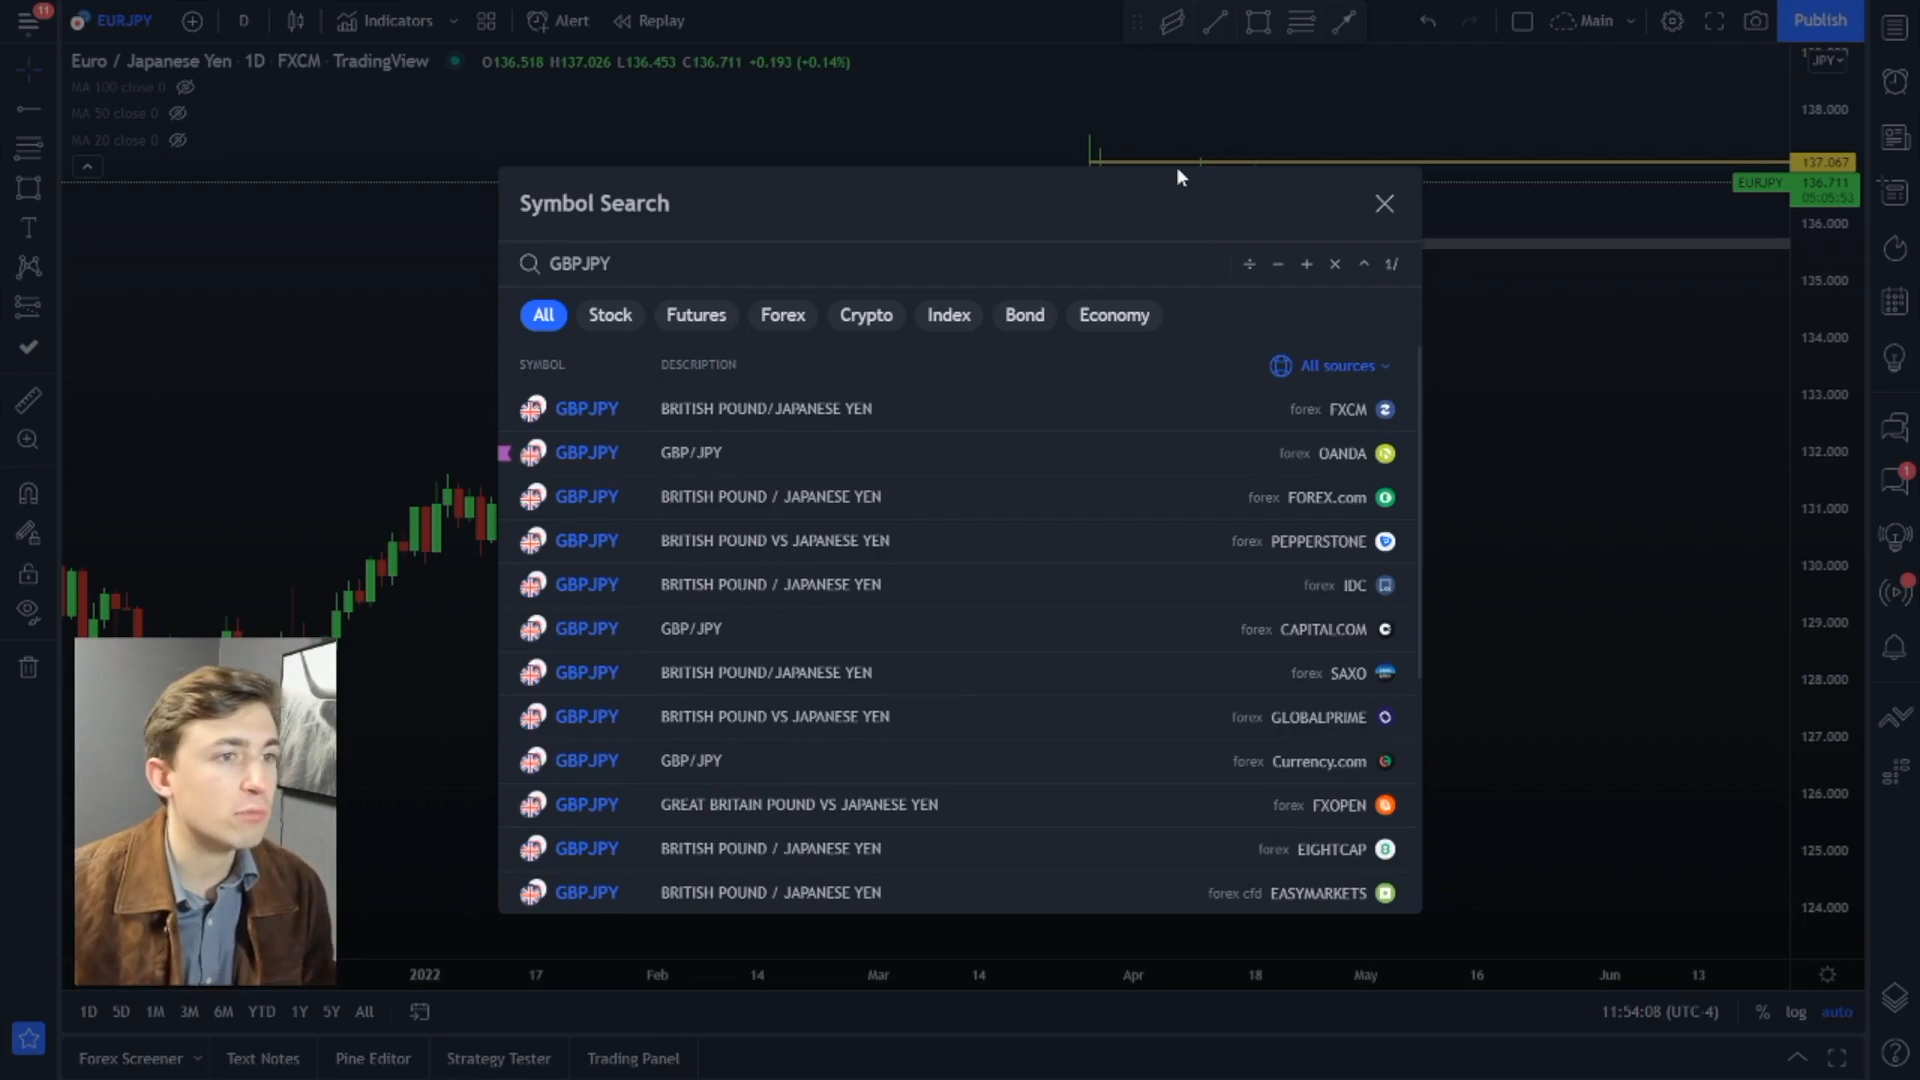 11
EURJPY D Indicators Alert Replay Main Publish
Euro / Japanese Yen · 1D · FXCM · TradingView O136.518 H137.026 L136.453 C136.711 +0.193 (+0.14%)
JPY
MA 100 close 0
MA 50 close 0
MA 20 close 0
138.000
137.067
EURJPY 136.711
05:05:53
136.000
135.000
134.000
133.000
132.000
131.000
130.000
129.000
128.000
127.000
126.000
125.000
124.000
1
Symbol Search
GBPJPY ÷ − + × ^ 1/
All Stock Futures Forex Crypto Index Bond Economy
SYMBOL DESCRIPTION All sources
GBPJPY BRITISH POUND/JAPANESE YEN forex FXCM
GBPJPY GBP/JPY forex OANDA
GBPJPY BRITISH POUND / JAPANESE YEN forex FOREX.com
GBPJPY BRITISH POUND VS JAPANESE YEN forex PEPPERSTONE
GBPJPY BRITISH POUND / JAPANESE YEN forex IDC
GBPJPY GBP/JPY forex CAPITALCOM
GBPJPY BRITISH POUND/JAPANESE YEN forex SAXO
GBPJPY BRITISH POUND VS JAPANESE YEN forex GLOBALPRIME
GBPJPY GBP/JPY forex Currency.com
GBPJPY GREAT BRITAIN POUND VS JAPANESE YEN forex FXOPEN
GBPJPY BRITISH POUND / JAPANESE YEN forex EIGHTCAP
GBPJPY BRITISH POUND / JAPANESE YEN forex cfd EASYMARKETS
2022 17 Feb 14 Mar 14 Apr 18 May 16 Jun 13
1D 5D 1M 3M 6M YTD 1Y 5Y All 11:54:08 (UTC-4) % log auto
Forex Screener Text Notes Pine Editor Strategy Tester Trading Panel